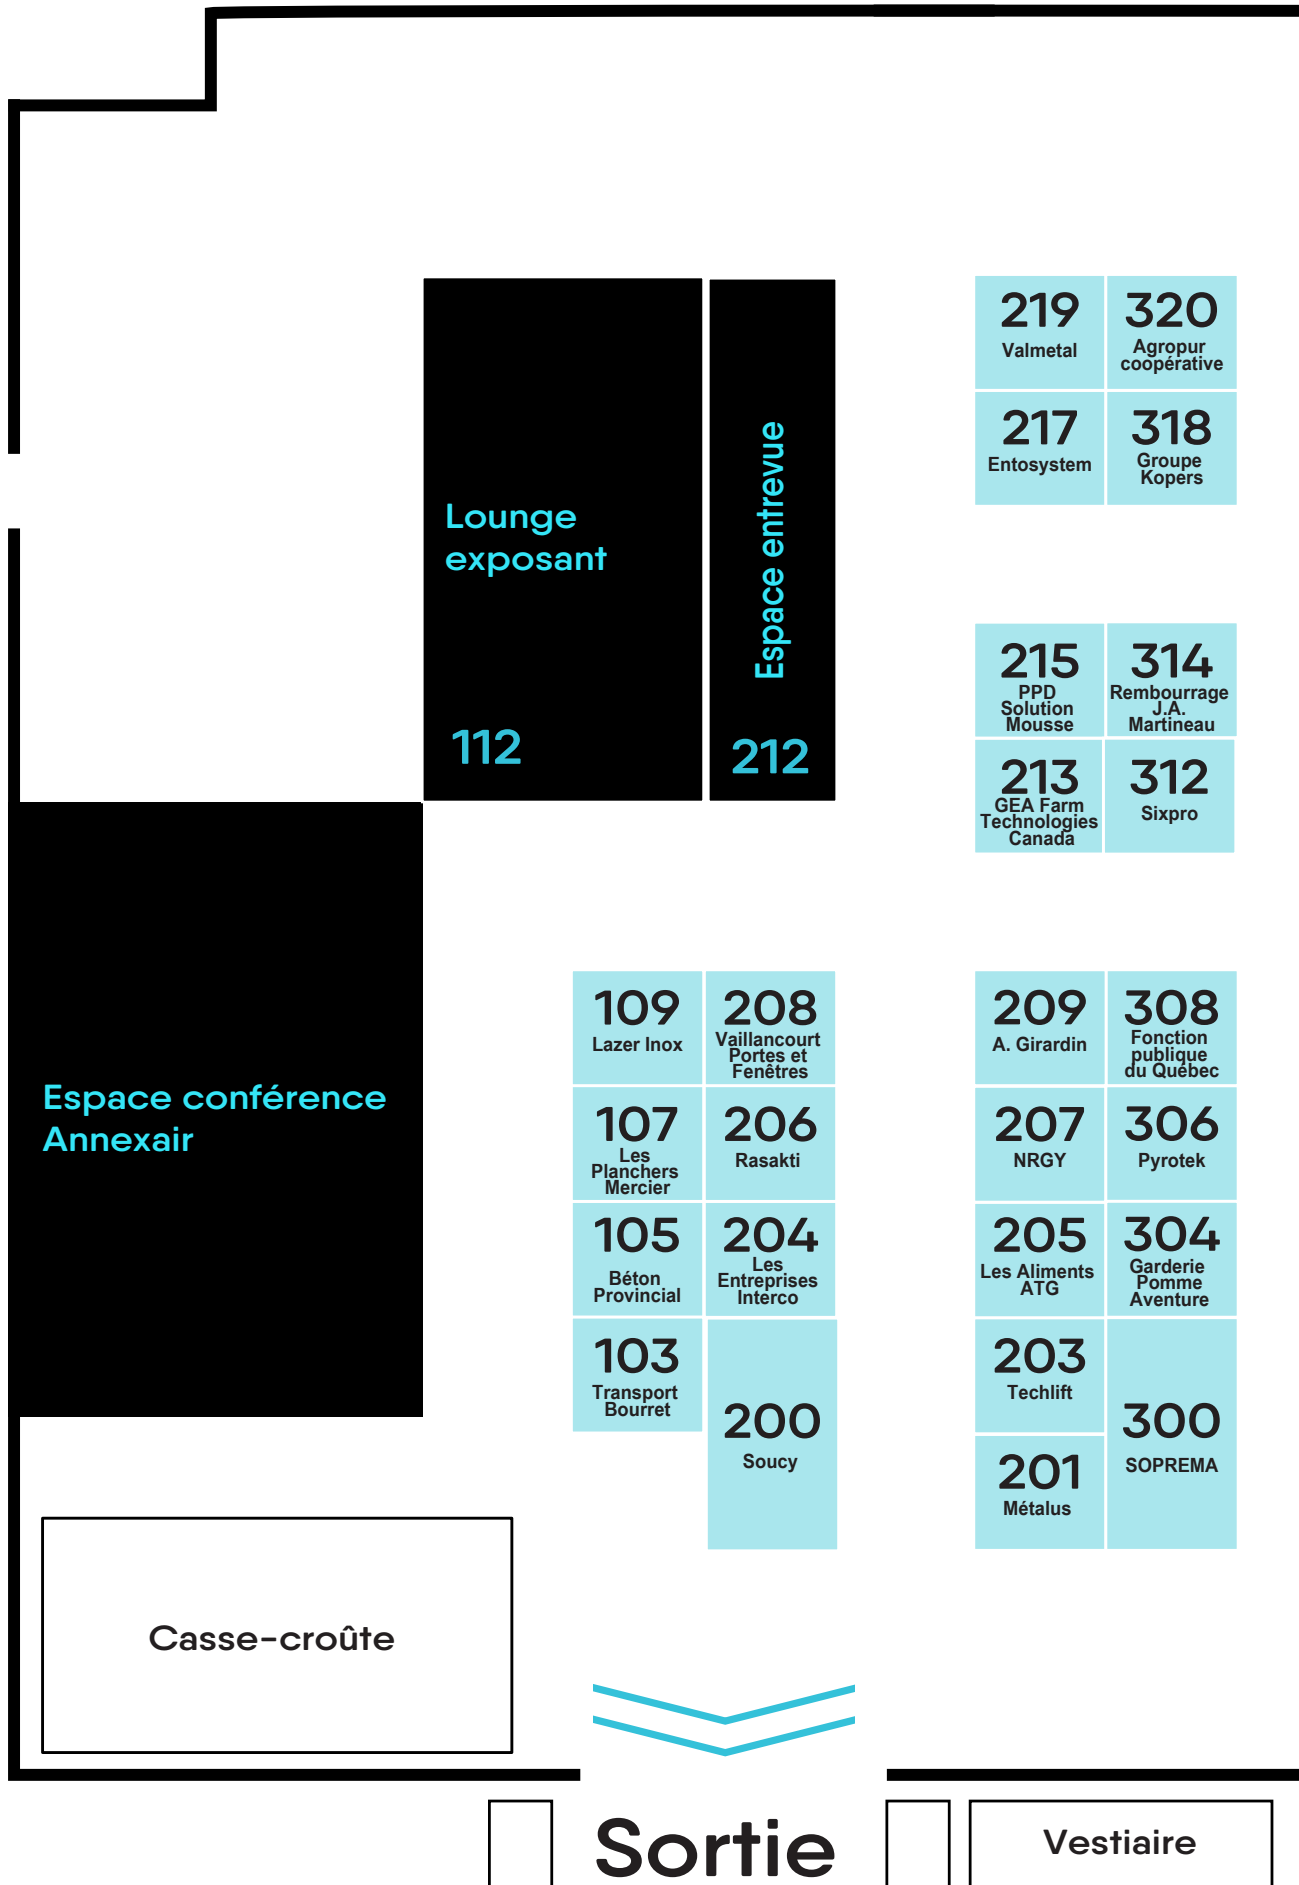 219
Valmetal
320
Agropur
coopérative
217
Entosystem
318
Groupe
Kopers
Lounge
exposant
112
Espace entrevue
212
215
PPD
Solution
Mousse
314
Rembourrage
J.A.
Martineau
213
GEA Farm
Technologies
Canada
312
Sixpro
Espace conférence
Annexair
109
Lazer Inox
208
Vaillancourt
Portes et
Fenêtres
209
A. Girardin
308
Fonction
publique
du Québec
107
Les
Planchers
Mercier
206
Rasakti
207
NRGY
306
Pyrotek
105
Béton
Provincial
204
Les
Entreprises
Interco
205
Les Aliments
ATG
304
Garderie
Pomme
Aventure
103
Transport
Bourret
200
Soucy
203
Techlift
300
SOPREMA
201
Métalus
Casse-croûte
Sortie
Vestiaire